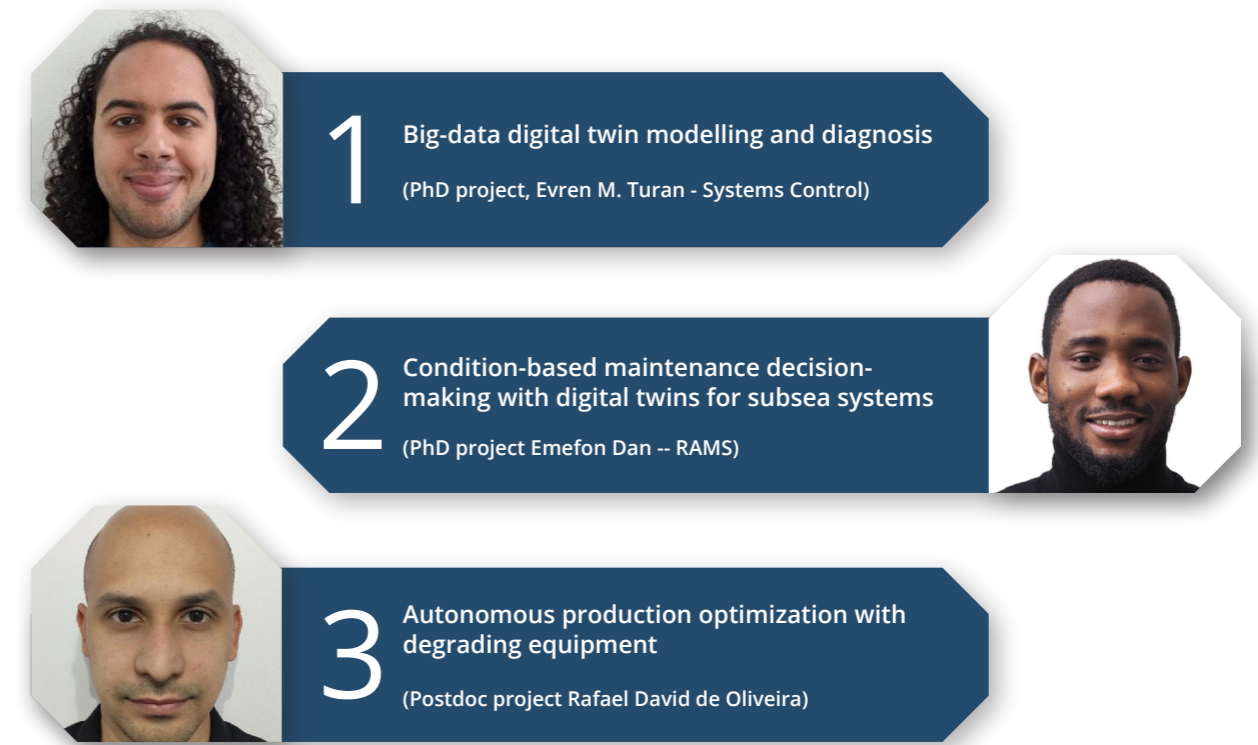 1
Big-data digital twin modelling and diagnosis
(PhD project, Evren M. Turan - Systems Control)
2
Condition-based maintenance decision-
making with digital twins for subsea systems
(PhD project Emefon Dan -- RAMS)
3
Autonomous production optimization with
degrading equipment
(Postdoc project Rafael David de Oliveira)